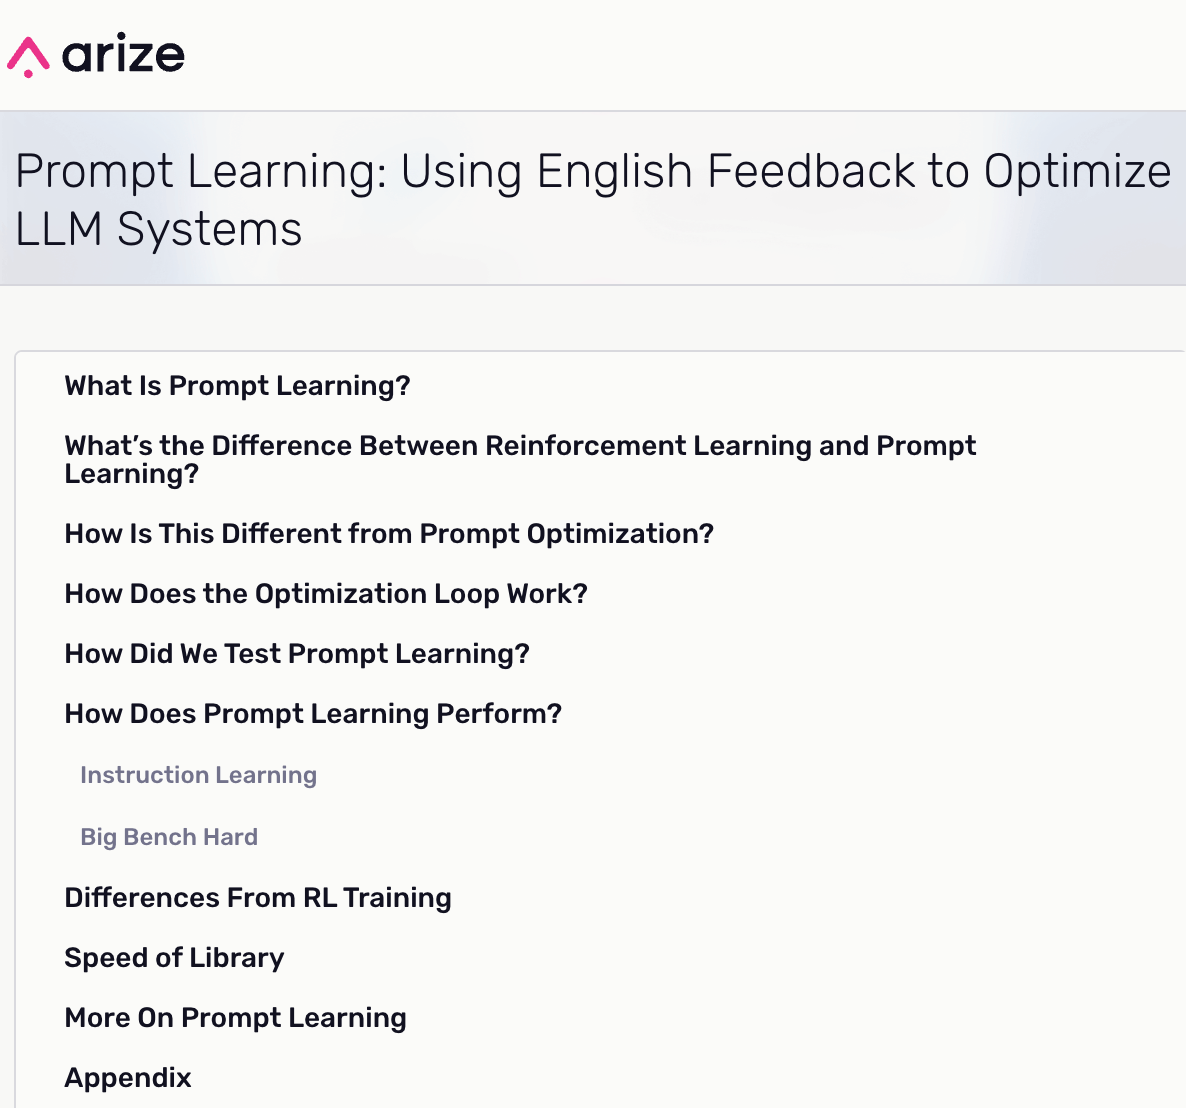 arize
Prompt Learning: Using English Feedback to Optimize
LLM Systems
What Is Prompt Learning?
What’s the Difference Between Reinforcement Learning and Prompt
Learning?
How Is This Different from Prompt Optimization?
How Does the Optimization Loop Work?
How Did We Test Prompt Learning?
How Does Prompt Learning Perform?
Instruction Learning
Big Bench Hard
Differences From RL Training
Speed of Library
More On Prompt Learning
Appendix